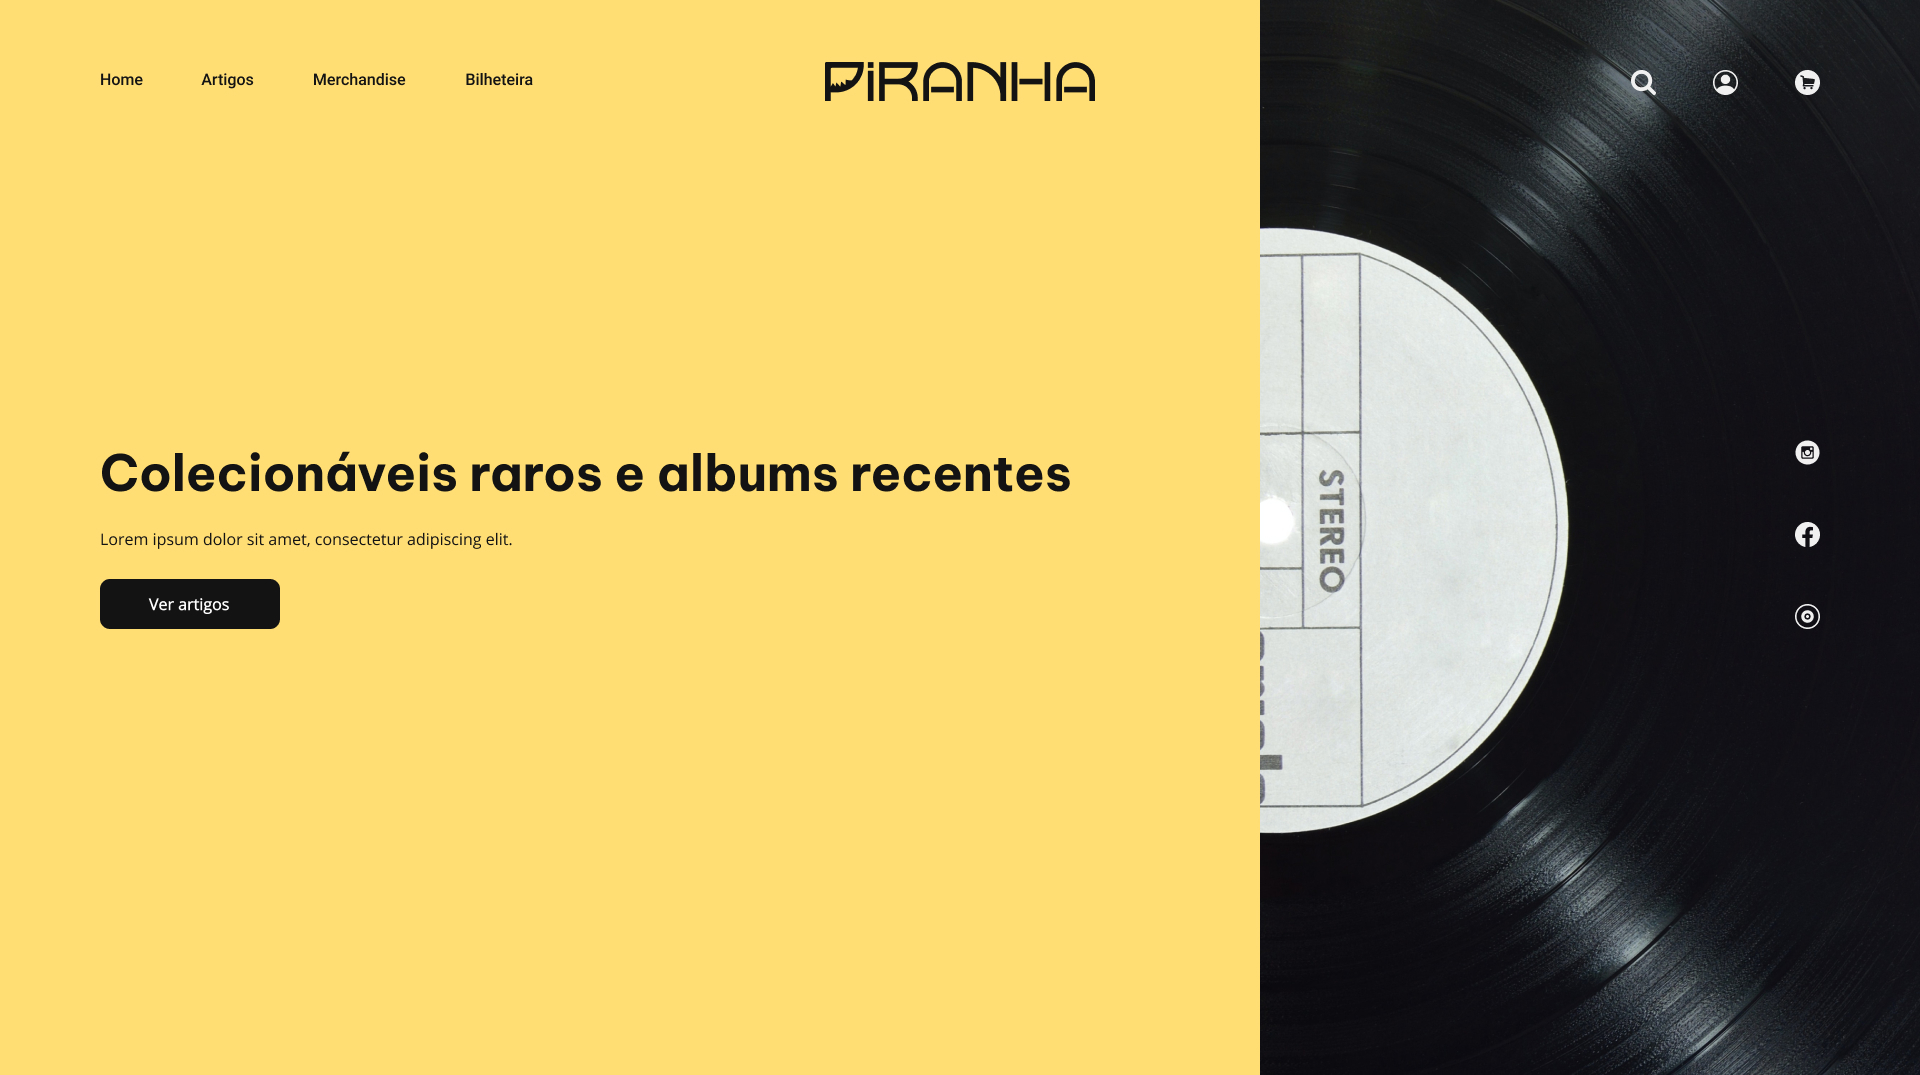 Home Artigos Merchandise Bilheteira
PiRANHA
Colecionáveis raros e albums recentes
Lorem ipsum dolor sit amet, consectetur adipiscing elit.
Ver artigos
STEREO